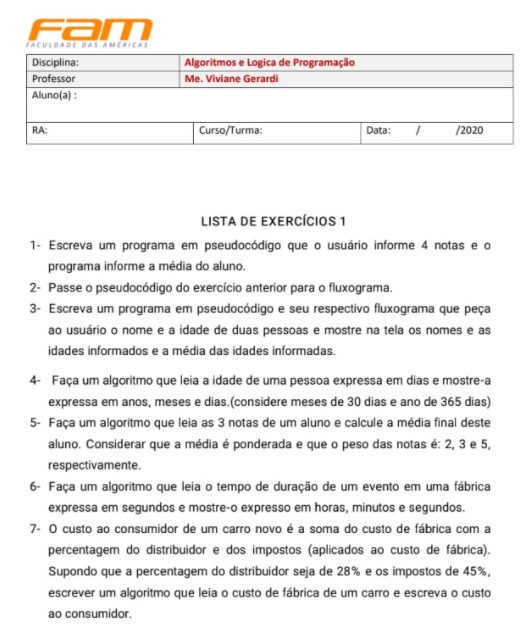 FAM
FACULDADE DAS AMÉRICAS
Disciplina: Algoritmos e Logica de Programação
Professor Me. Viviane Gerardi
Aluno(a) :
RA: Curso/Turma: Data: / /2020
LISTA DE EXERCÍCIOS 1
1- Escreva um programa em pseudocódigo que o usuário informe 4 notas e o
programa informe a média do aluno.
2- Passe o pseudocódigo do exercício anterior para o fluxograma.
3- Escreva um programa em pseudocódigo e seu respectivo fluxograma que peça
ao usuário o nome e a idade de duas pessoas e mostre na tela os nomes e as
idades informados e a média das idades informadas.
4- Faça um algoritmo que leia a idade de uma pessoa expressa em dias e mostre-a
expressa em anos, meses e dias.(considere meses de 30 dias e ano de 365 dias)
5- Faça um algoritmo que leia as 3 notas de um aluno e calcule a média final deste
aluno. Considerar que a média é ponderada e que o peso das notas é: 2, 3 e 5,
respectivamente.
6- Faça um algoritmo que leia o tempo de duração de um evento em uma fábrica
expressa em segundos e mostre-o expresso em horas, minutos e segundos.
7- O custo ao consumidor de um carro novo é a soma do custo de fábrica com a
percentagem do distribuidor e dos impostos (aplicados ao custo de fábrica).
Supondo que a percentagem do distribuidor seja de 28% e os impostos de 45%,
escrever um algoritmo que leio o custo de fábrica de um carro e escreva o custo
ao consumidor.